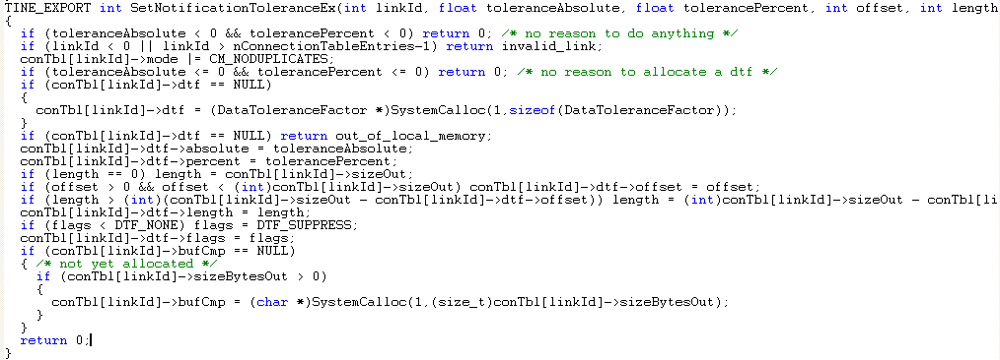 TINE_EXPORT int SetNotificationToleranceEx(int linkId, float toleranceAbsolute, float tolerancePercent, int offset, int length
{
  if (toleranceAbsolute < 0 && tolerancePercent < 0) return 0; /* no reason to do anything */
  if (linkId < 0 || linkId > nConnectionTableEntries-1) return invalid_link;
  conTbl[linkId]->mode |= CM_NODUPLICATES;
  if (toleranceAbsolute <= 0 && tolerancePercent <= 0) return 0; /* no reason to allocate a dtf */
  if (conTbl[linkId]->dtf == NULL)
  {
    conTbl[linkId]->dtf = (DataToleranceFactor *)SystemCalloc(1,sizeof(DataToleranceFactor));
  }
  if (conTbl[linkId]->dtf == NULL) return out_of_local_memory;
  conTbl[linkId]->dtf->absolute = toleranceAbsolute;
  conTbl[linkId]->dtf->percent = tolerancePercent;
  if (length == 0) length = conTbl[linkId]->sizeOut;
  if (offset > 0 && offset < (int)conTbl[linkId]->sizeOut) conTbl[linkId]->dtf->offset = offset;
  if (length > (int)(conTbl[linkId]->sizeOut - conTbl[linkId]->dtf->offset)) length = (int)conTbl[linkId]->sizeOut - conTbl[li
  conTbl[linkId]->dtf->length = length;
  if (flags < DTF_NONE) flags = DTF_SUPPRESS;
  conTbl[linkId]->dtf->flags = flags;
  if (conTbl[linkId]->bufCmp == NULL)
  { /* not yet allocated */
    if (conTbl[linkId]->sizeBytesOut > 0)
    {
      conTbl[linkId]->bufCmp = (char *)SystemCalloc(1,(size_t)conTbl[linkId]->sizeBytesOut);
    }
  }
  return 0;
}